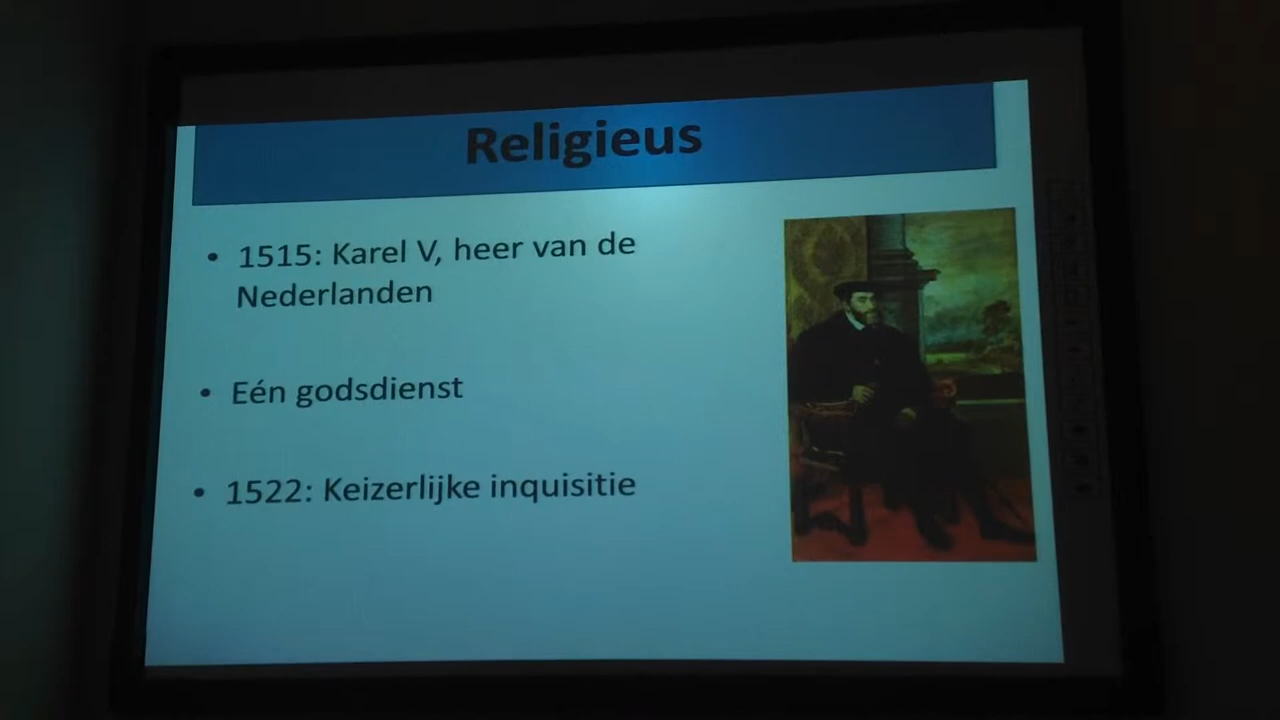 Religieus
• 1515: Karel V, heer van de
Nederlanden
• Eén godsdienst
• 1522: Keizerlijke inquisitie